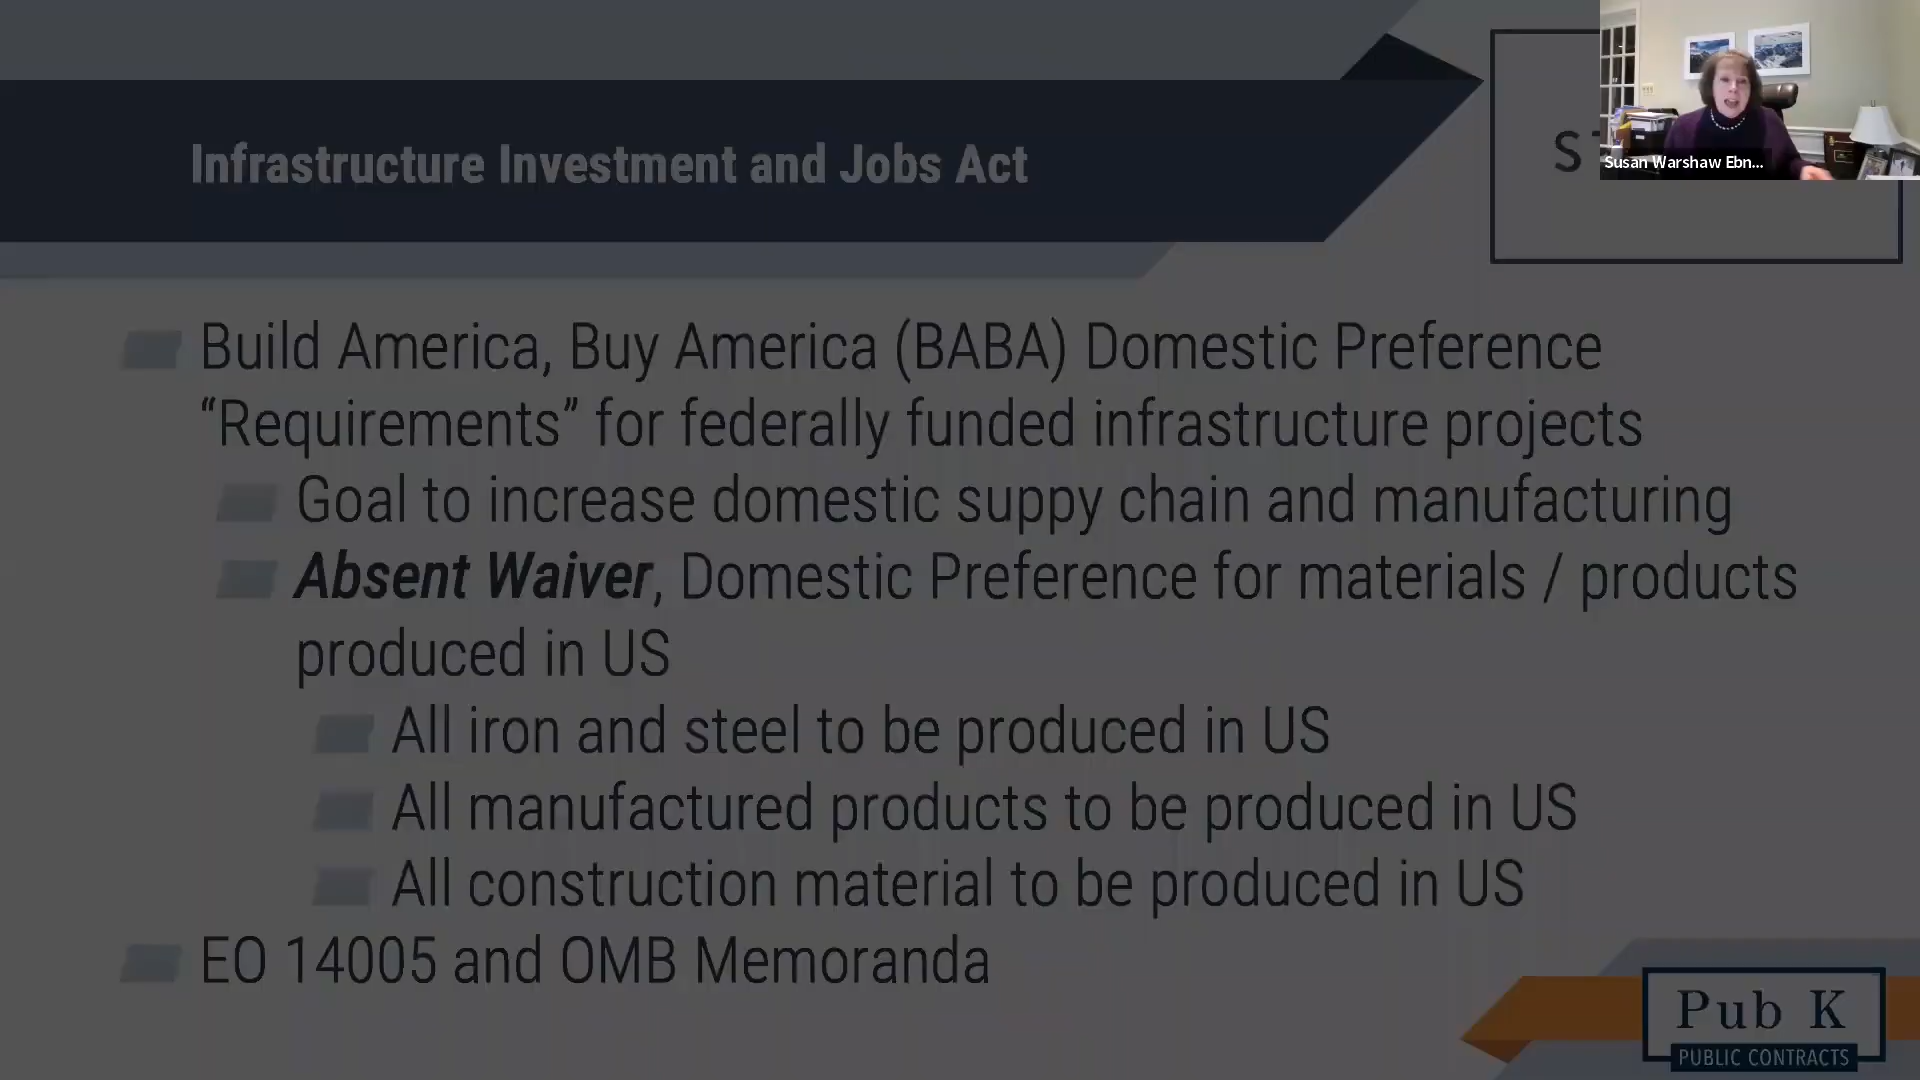 Infrastructure Investment and Jobs Act
S
Susan Warshaw Ebn...
Build America, Buy America (BABA) Domestic Preference
“Requirements” for federally funded infrastructure projects
Goal to increase domestic suppy chain and manufacturing
Absent Waiver, Domestic Preference for materials / products
produced in US
All iron and steel to be produced in US
All manufactured products to be produced in US
All construction material to be produced in US
EO 14005 and OMB Memoranda
Pub K
PUBLIC CONTRACTS